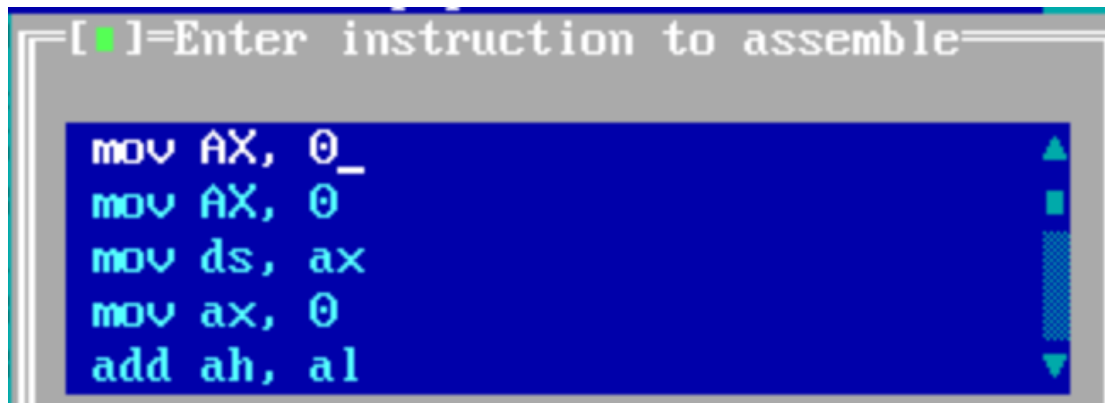 [■]=Enter instruction to assemble
mov AX, 0_
mov AX, 0
mov ds, ax
mov ax, 0
add ah, al